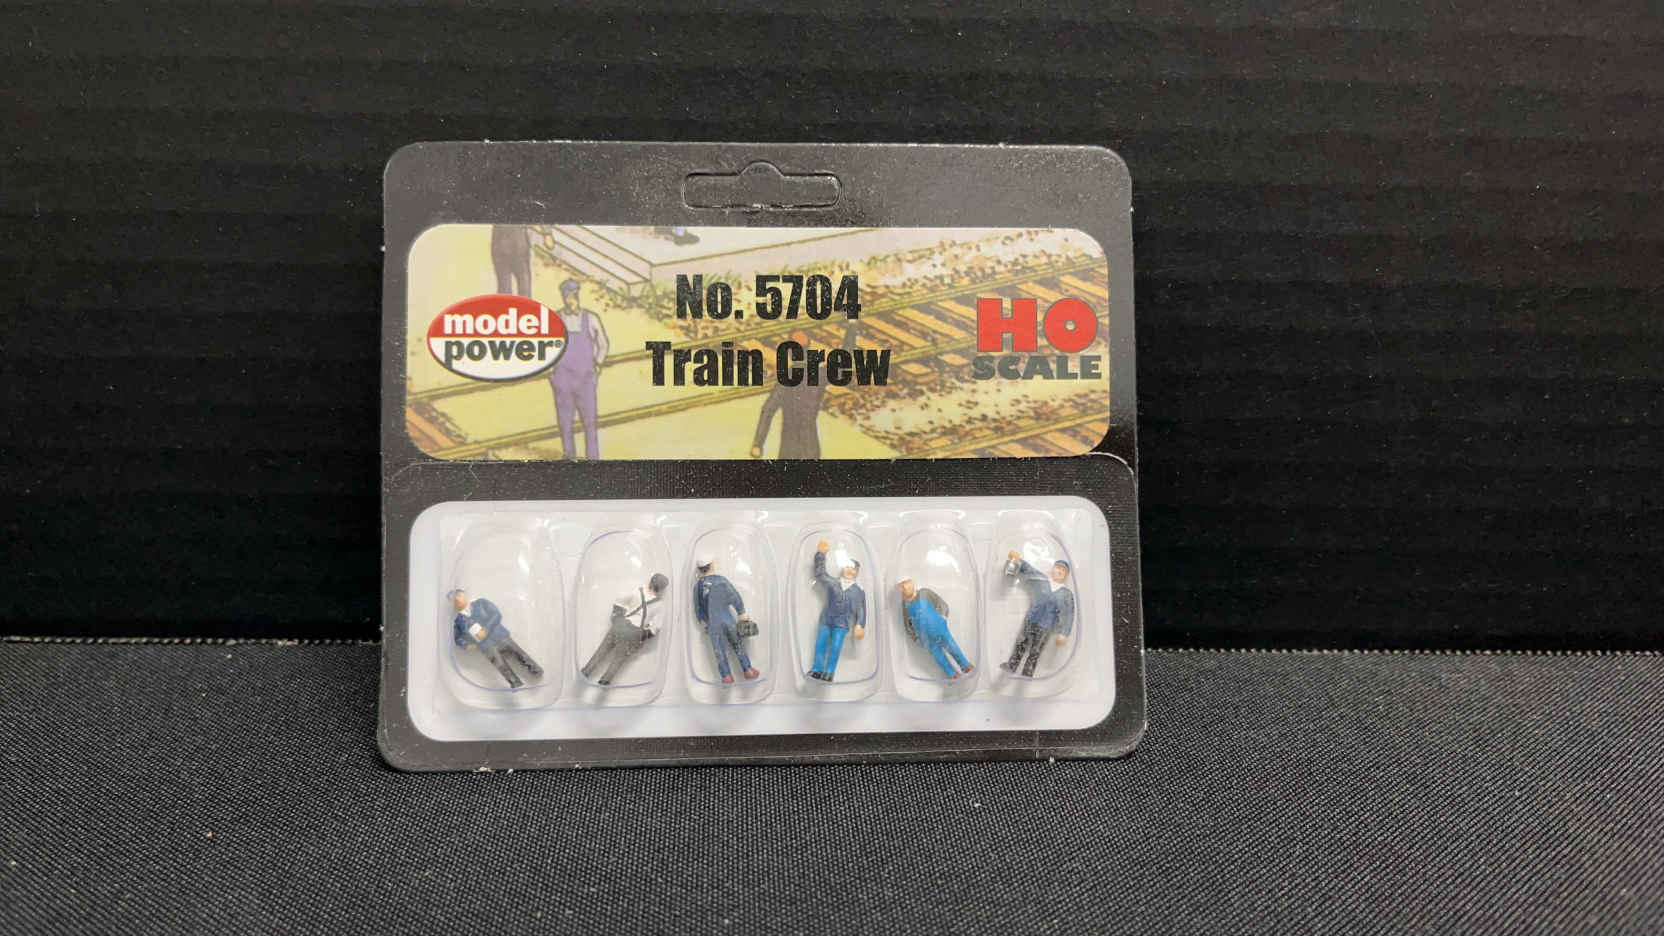 No. 5704
Train Crew
model
power®
HO
SCALE